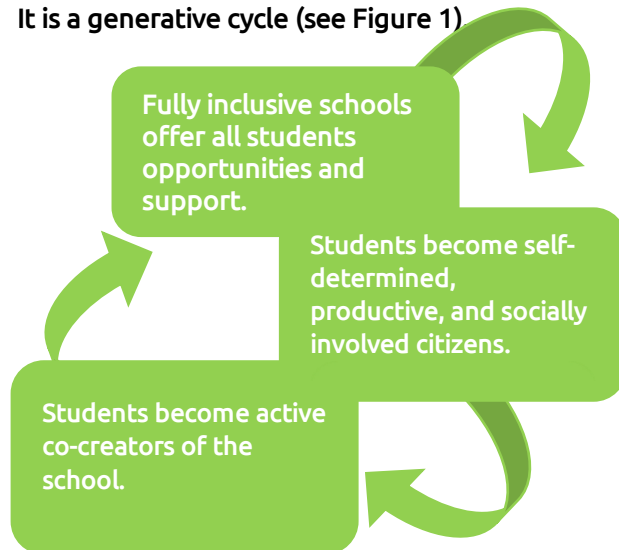 It is a generative cycle (see Figure 1).
Fully inclusive schools
offer all students
opportunities and
support.
Students become self-
determined,
productive, and socially
involved citizens.
Students become active
co-creators of the
school.